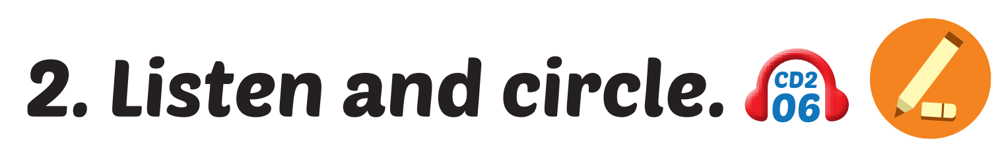 2. Listen and circle. CD2
06